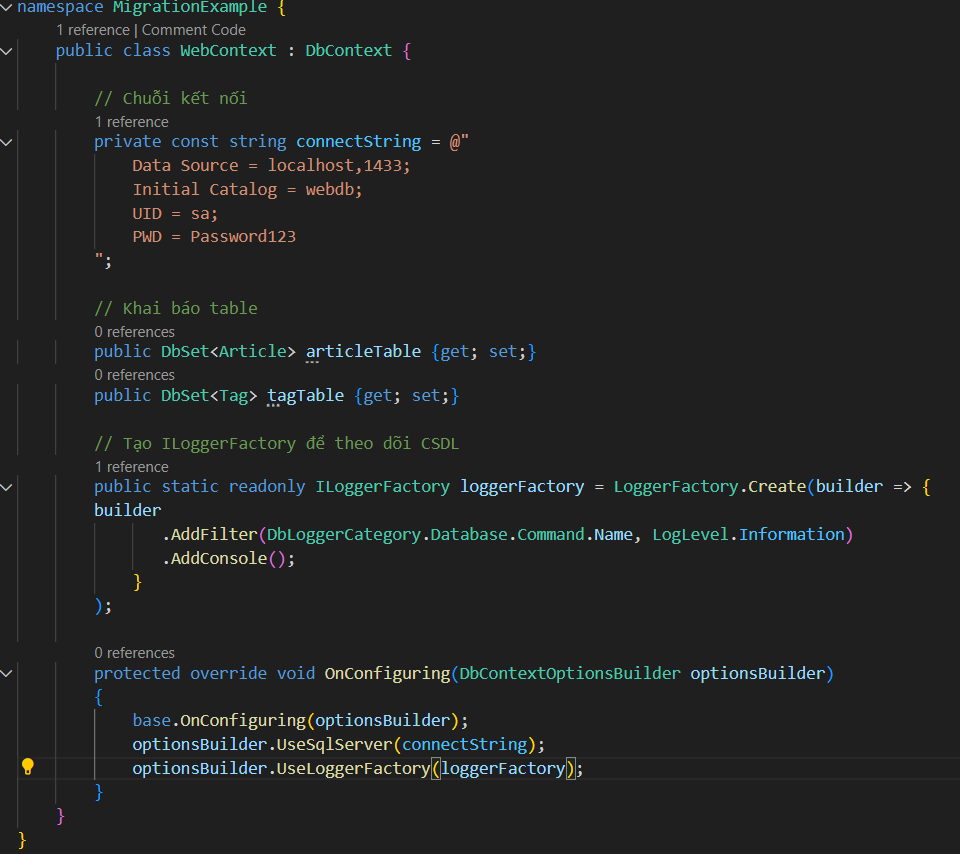 namespace MigrationExample {
1 reference | Comment Code
public class WebContext : DbContext {
// Chuỗi kết nối
1 reference
private const string connectString = @"
Data Source = localhost,1433;
Initial Catalog = webdb;
UID = sa;
PWD = Password123
";
// Khai báo table
0 references
public DbSet<Article> articleTable {get; set;}
0 references
public DbSet<Tag> tagTable {get; set;}
// Tạo ILoggerFactory để theo dõi CSDL
1 reference
public static readonly ILoggerFactory loggerFactory = LoggerFactory.Create(builder => {
builder
.AddFilter(DbLoggerCategory.Database.Command.Name, LogLevel.Information)
.AddConsole();
}
);
0 references
protected override void OnConfiguring(DbContextOptionsBuilder optionsBuilder)
{
base.OnConfiguring(optionsBuilder);
optionsBuilder.UseSqlServer(connectString);
optionsBuilder.UseLoggerFactory(loggerFactory);
}
}
}